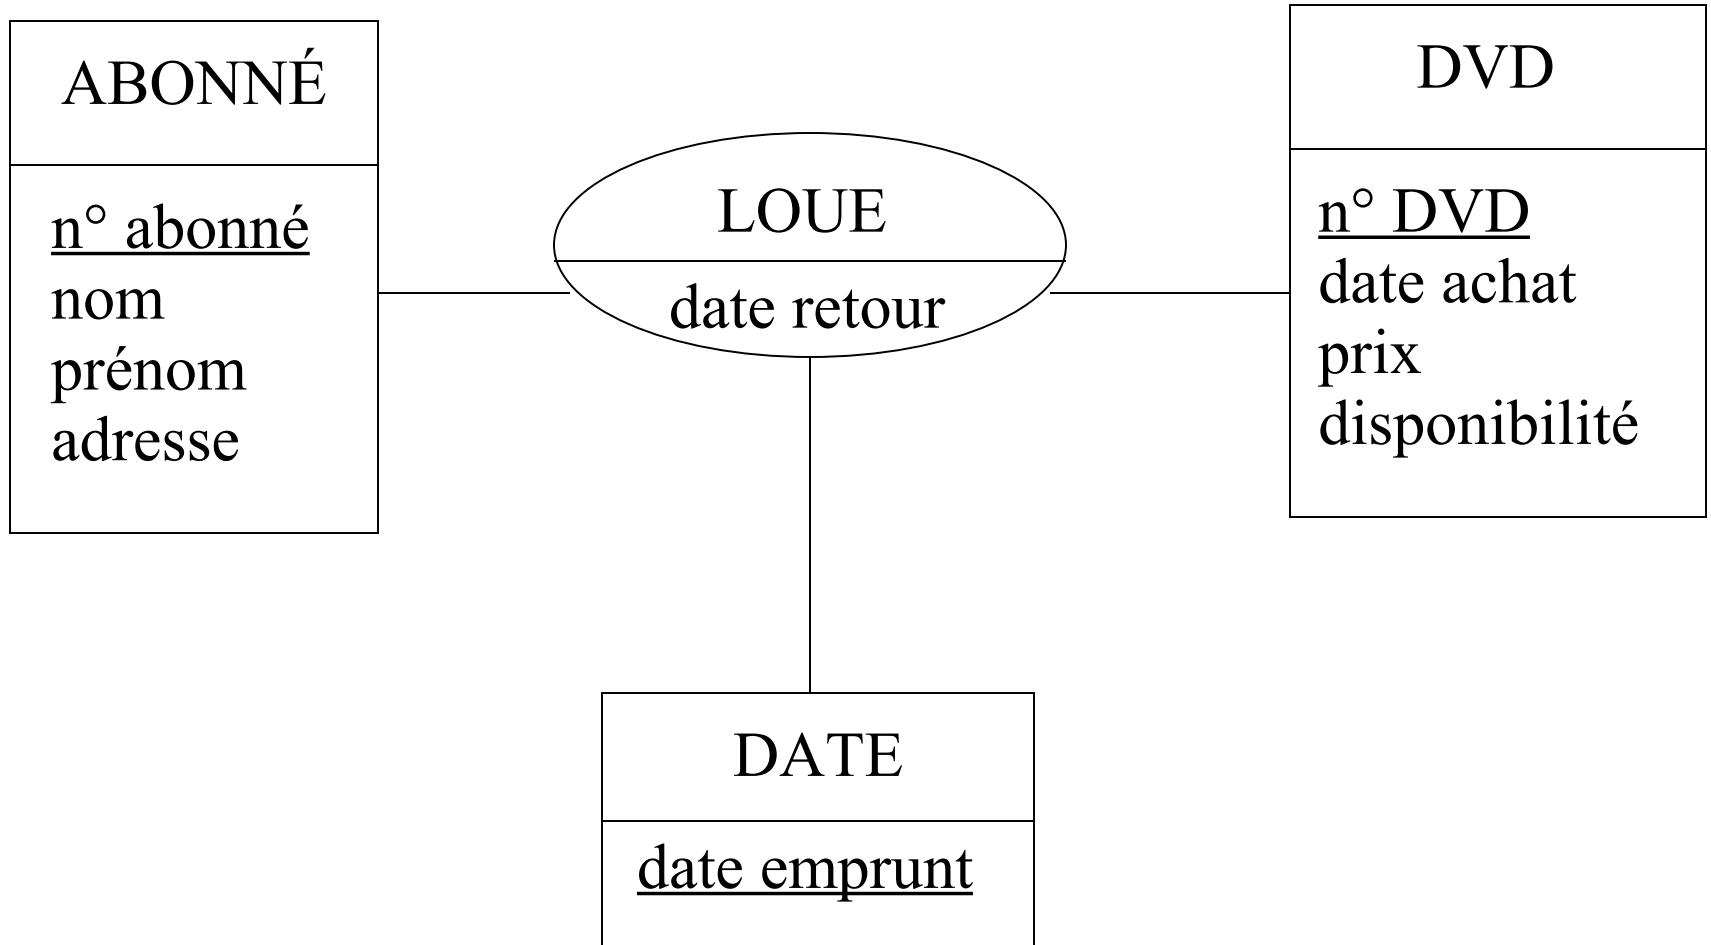 ABONNÉ
n° abonné
nom
prénom
adresse
LOUE
date retour
DVD
n° DVD
date achat
prix
disponibilité
DATE
date emprunt